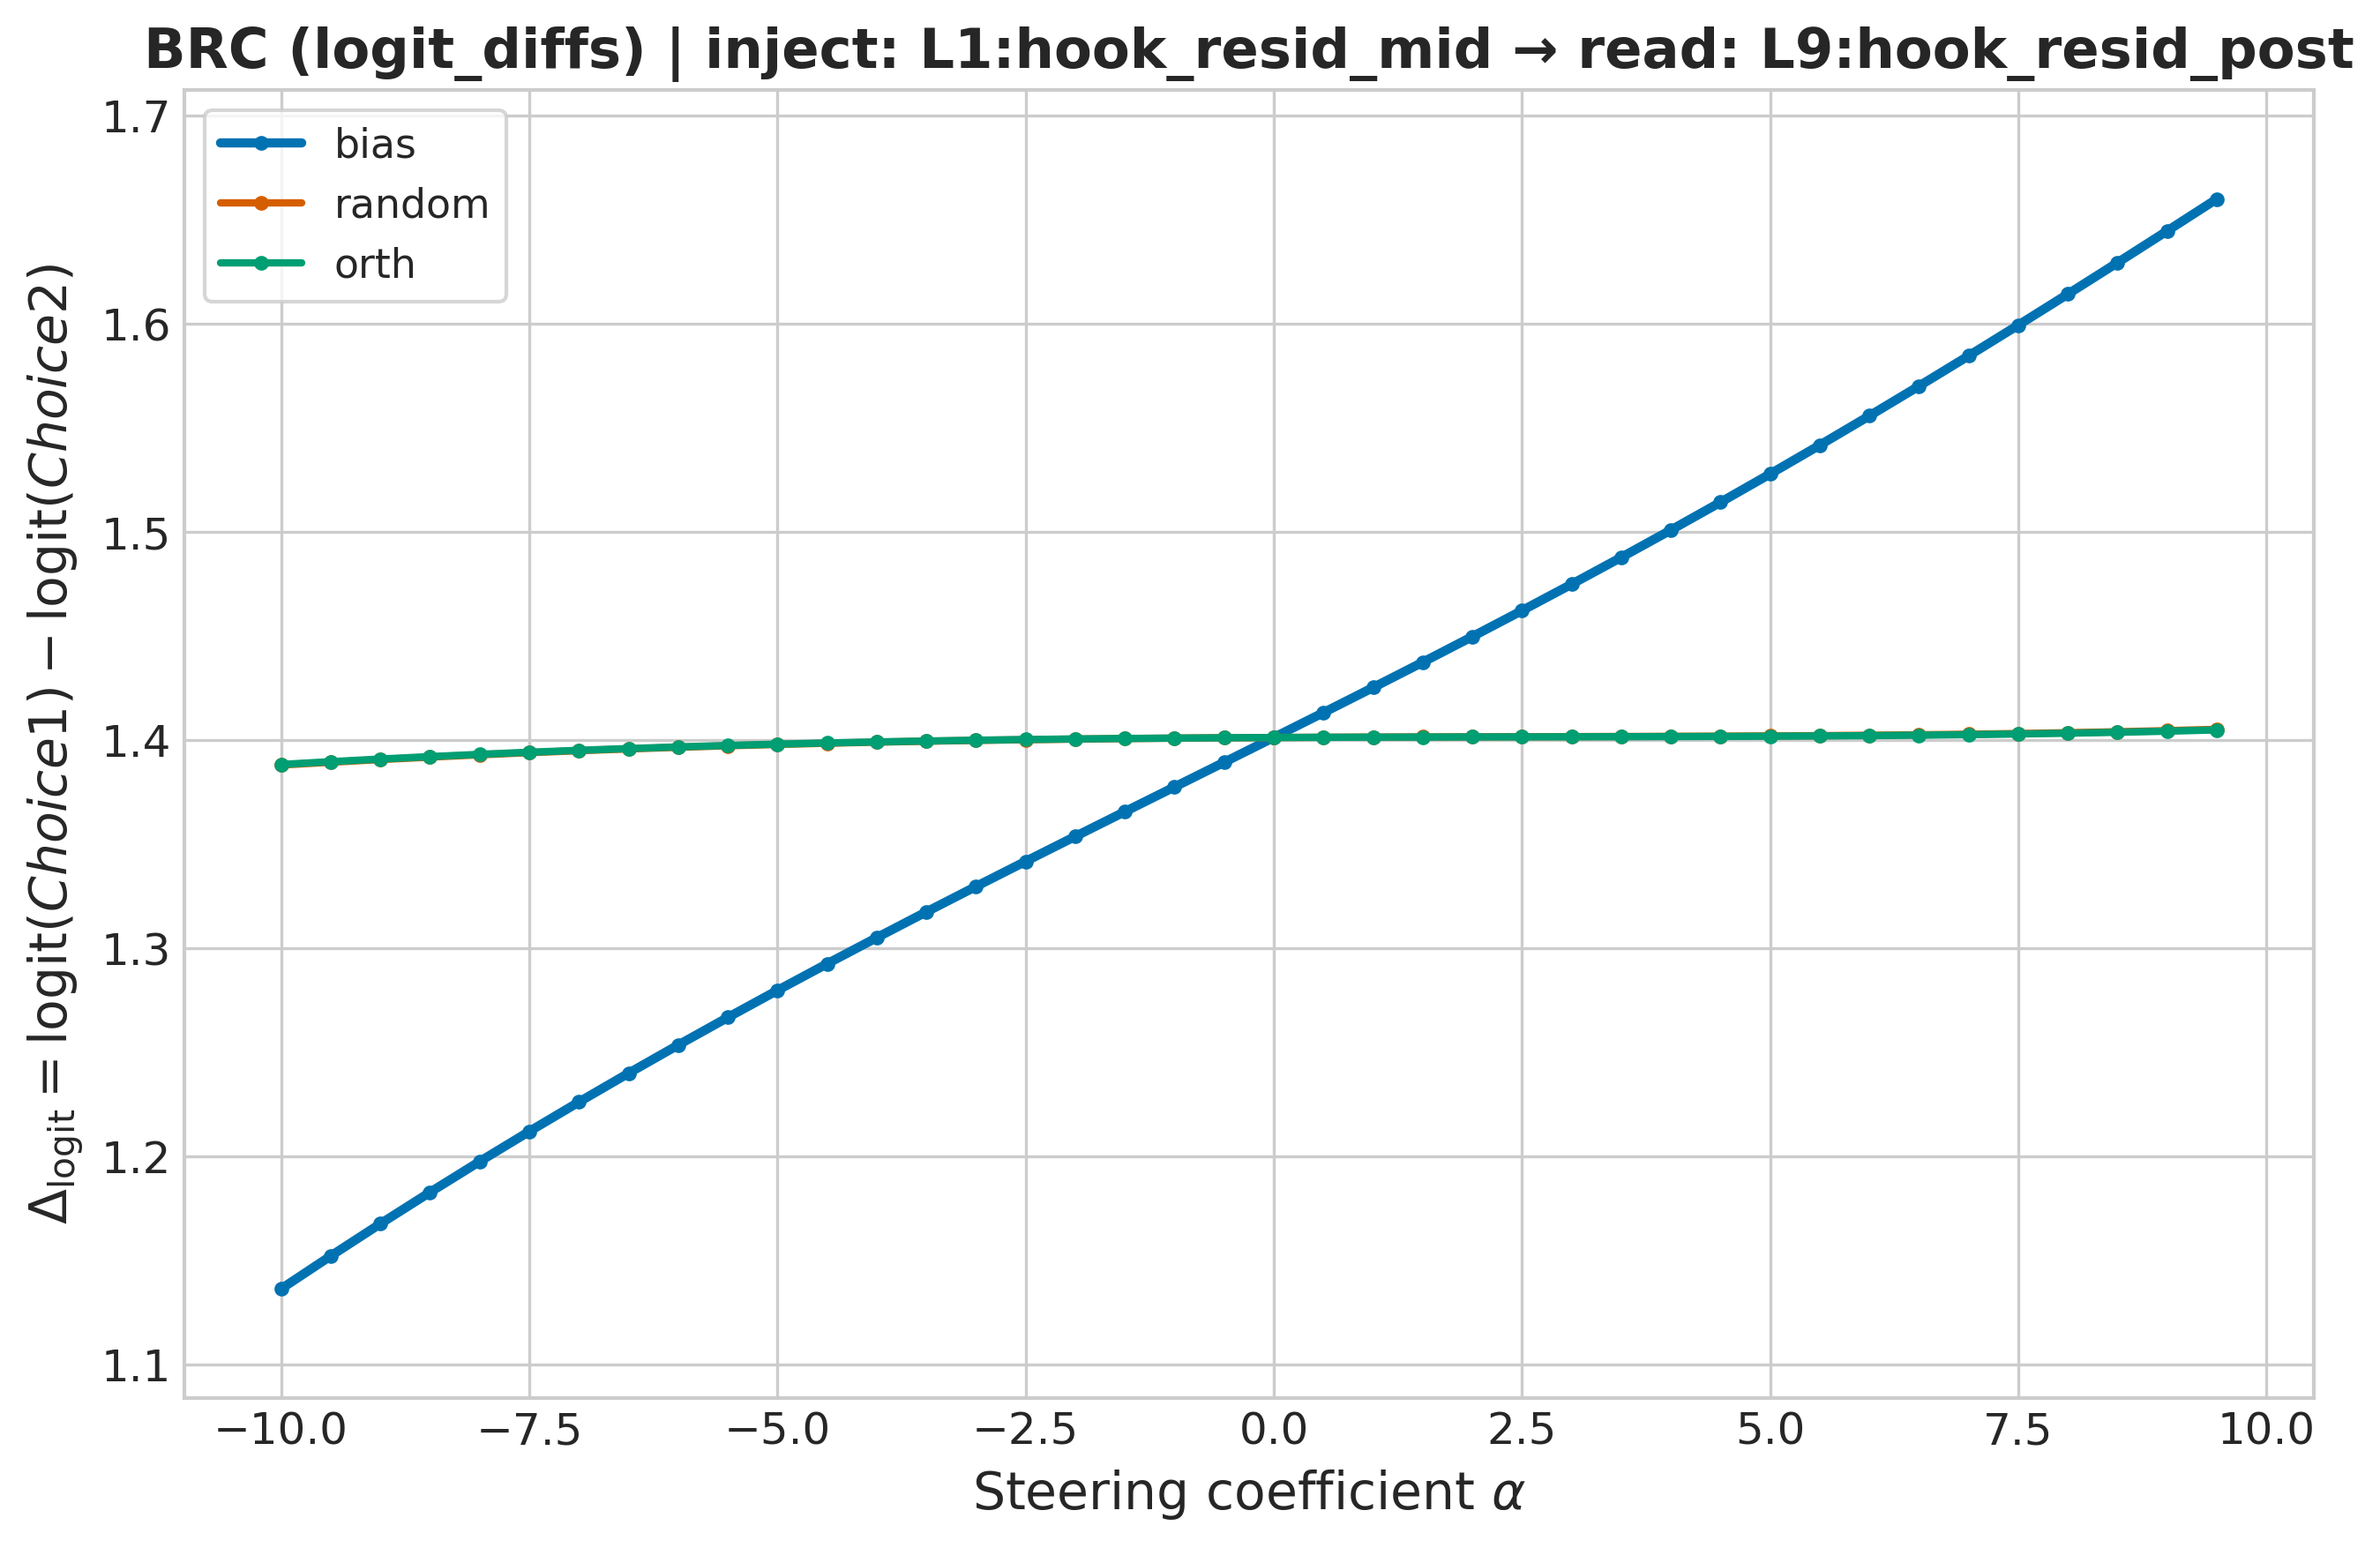 BRC (logit_diffs) | inject: L1:hook_resid_mid → read: L9:hook_resid_post
bias
random
orth
Δlogit = logit(Choice1) − logit(Choice2)
1.7
1.6
1.5
1.4
1.3
1.2
1.1
−10.0 −7.5 −5.0 −2.5 0.0 2.5 5.0 7.5 10.0
Steering coefficient α